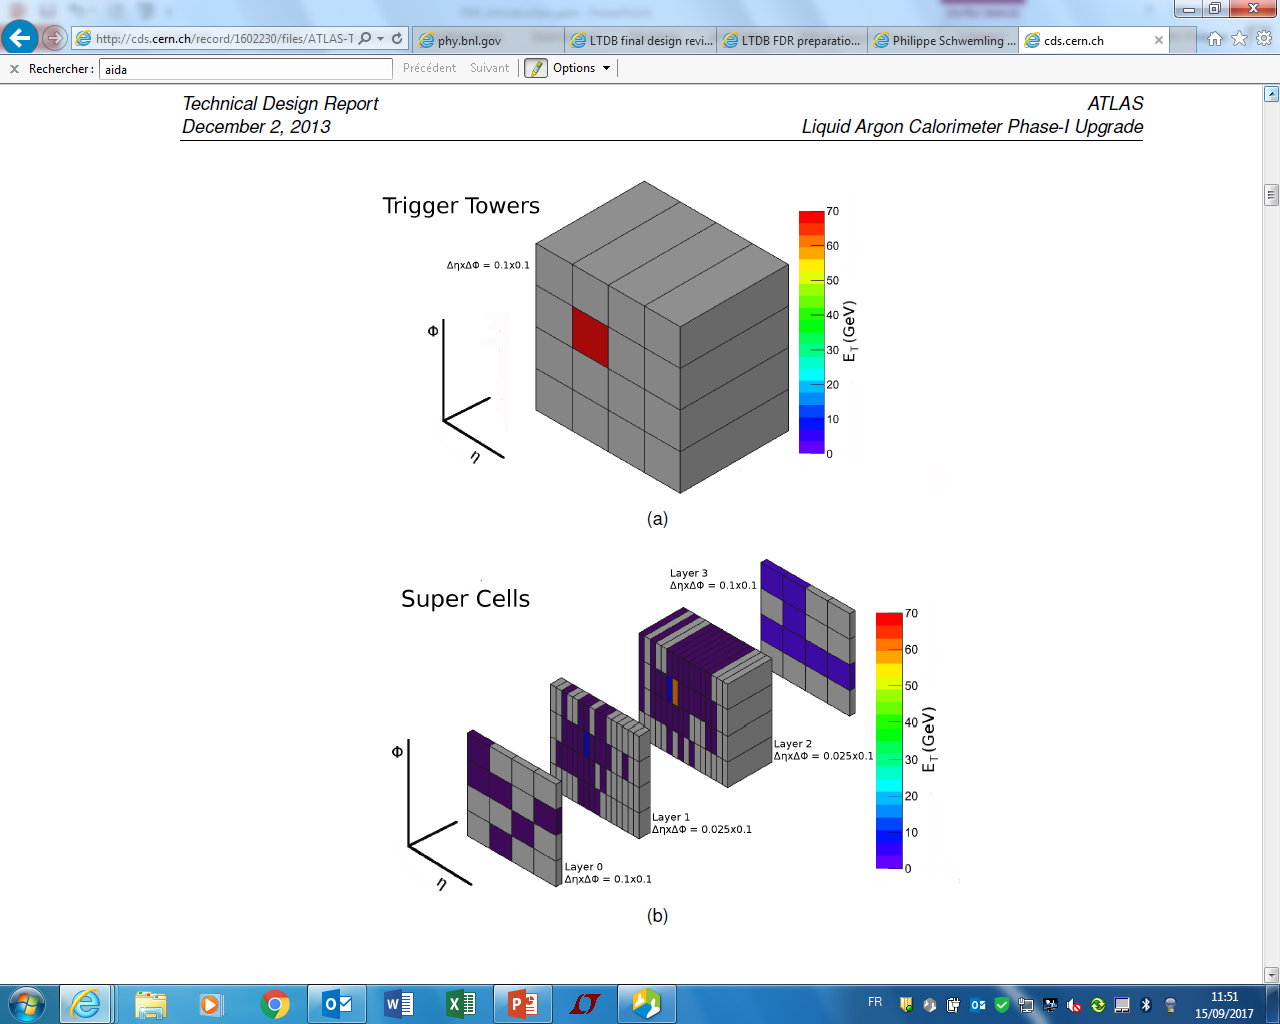 http://cds.cern.ch/record/1602230/files/ATLAS-T
phy.bnl.gov
LTDB final design revi...
LTDB FDR preparatio...
Philippe Schwemling ...
cds.cern.ch
Rechercher :
aida
Précédent
Suivant
Options
Technical Design Report
December 2, 2013
ATLAS
Liquid Argon Calorimeter Phase-I Upgrade
Trigger Towers
ΔηxΔΦ = 0.1x0.1
Φ
η
70
60
50
40
30
20
10
0
E_T (GeV)
(a)
Super Cells
Layer 3
ΔηxΔΦ = 0.1x0.1
Layer 2
ΔηxΔΦ = 0.025x0.1
Layer 1
ΔηxΔΦ = 0.025x0.1
Layer 0
ΔηxΔΦ = 0.1x0.1
Φ
η
70
60
50
40
30
20
10
0
E_T (GeV)
(b)
FR
11:51
15/09/2017